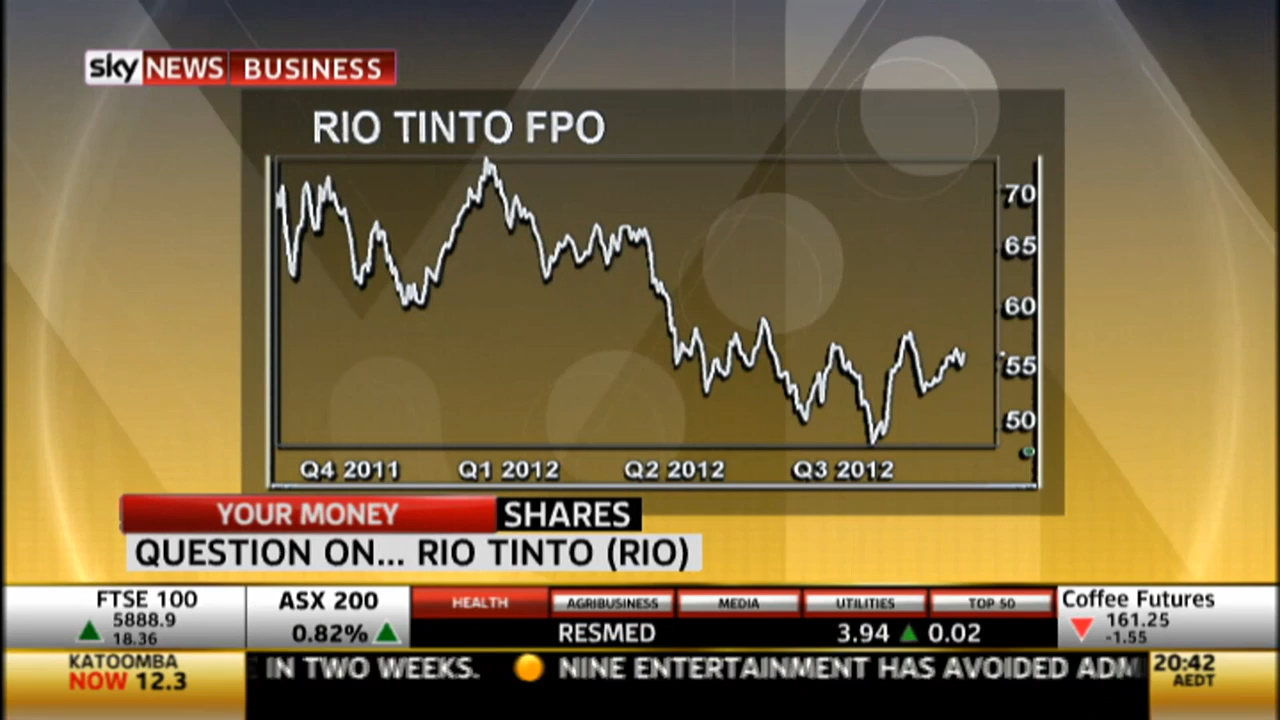 sky NEWS BUSINESS
RIO TINTO FPO
70
65
60
55
50
Q4 2011 Q1 2012 Q2 2012 Q3 2012
YOUR MONEY SHARES
QUESTION ON... RIO TINTO (RIO)
FTSE 100
5888.9
18.36
ASX 200
0.82%
HEALTH AGRIBUSINESS MEDIA UTILITIES TOP 50
RESMED 3.94 0.02
Coffee Futures
161.25
-1.55
KATOOMBA
NOW 12.3
IN TWO WEEKS. NINE ENTERTAINMENT HAS AVOIDED ADM
20:42
AEDT